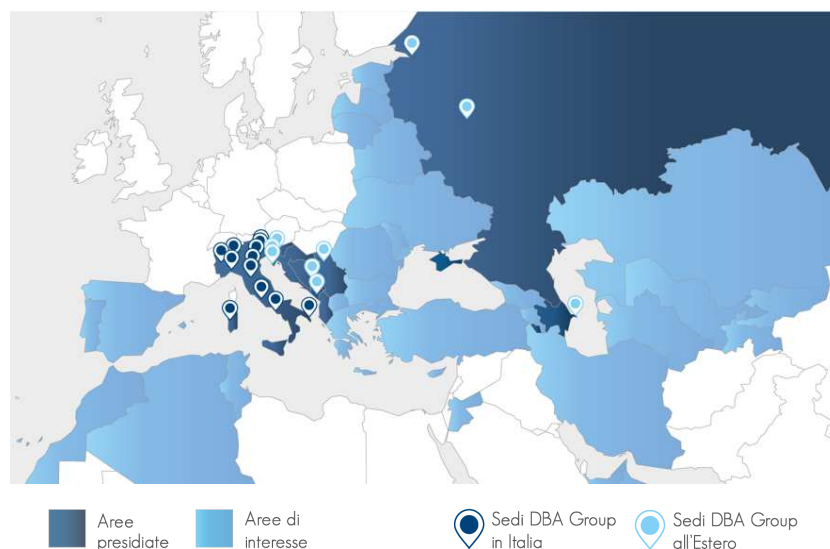 Aree
presidiate
Aree di
interesse
Sedi DBA Group
in Italia
Sedi DBA Group
all'Estero